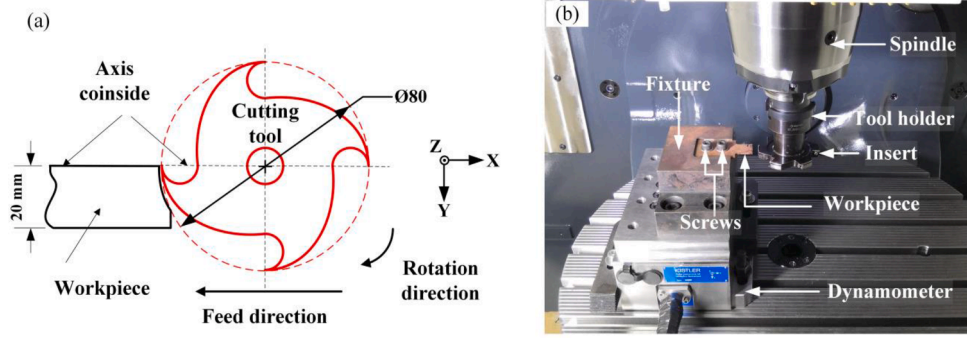 (a)
Axis
coinside
Ø80
Cutting
tool
Z
X
Y
20 mm
Workpiece
Feed direction
Rotation
direction
(b)
Spindle
Fixture
Tool holder
Insert
Workpiece
Screws
KISTLER
Dynamometer